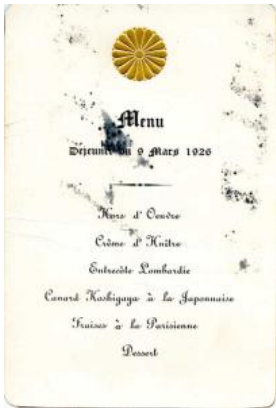 Menu
Déjeuner du 9 Mars 1926
Hors d' Oeuvre
Crème d' Huître
Entrecôte Lombardie
Canard Koshigaya à la Japonnaise
Fraises à la Parisienne
Dessert